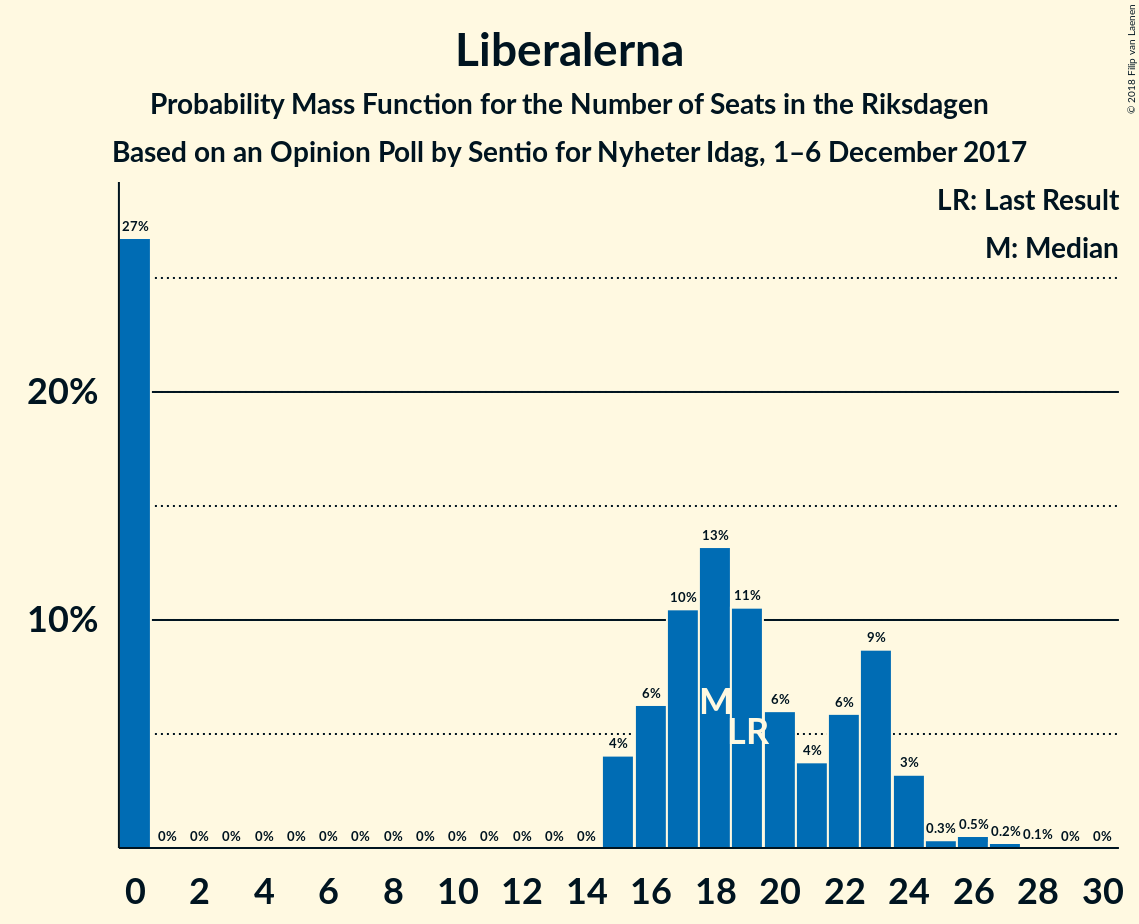 Liberalerna
Probability Mass Function for the Number of Seats in the Riksdagen
Based on an Opinion Poll by Sentio for Nyheter Idag, 1–6 December 2017
© 2018 Filip van Laenen
LR: Last Result
M: Median
20%
10%
27% 0% 0% 0% 0% 0% 0% 0% 0% 0% 0% 0% 0% 0% 0% 4% 6% 10% 13% 11% 6% 4% 6% 9% 3% 0.3% 0.5% 0.2% 0.1% 0% 0%
M
LR
0 2 4 6 8 10 12 14 16 18 20 22 24 26 28 30